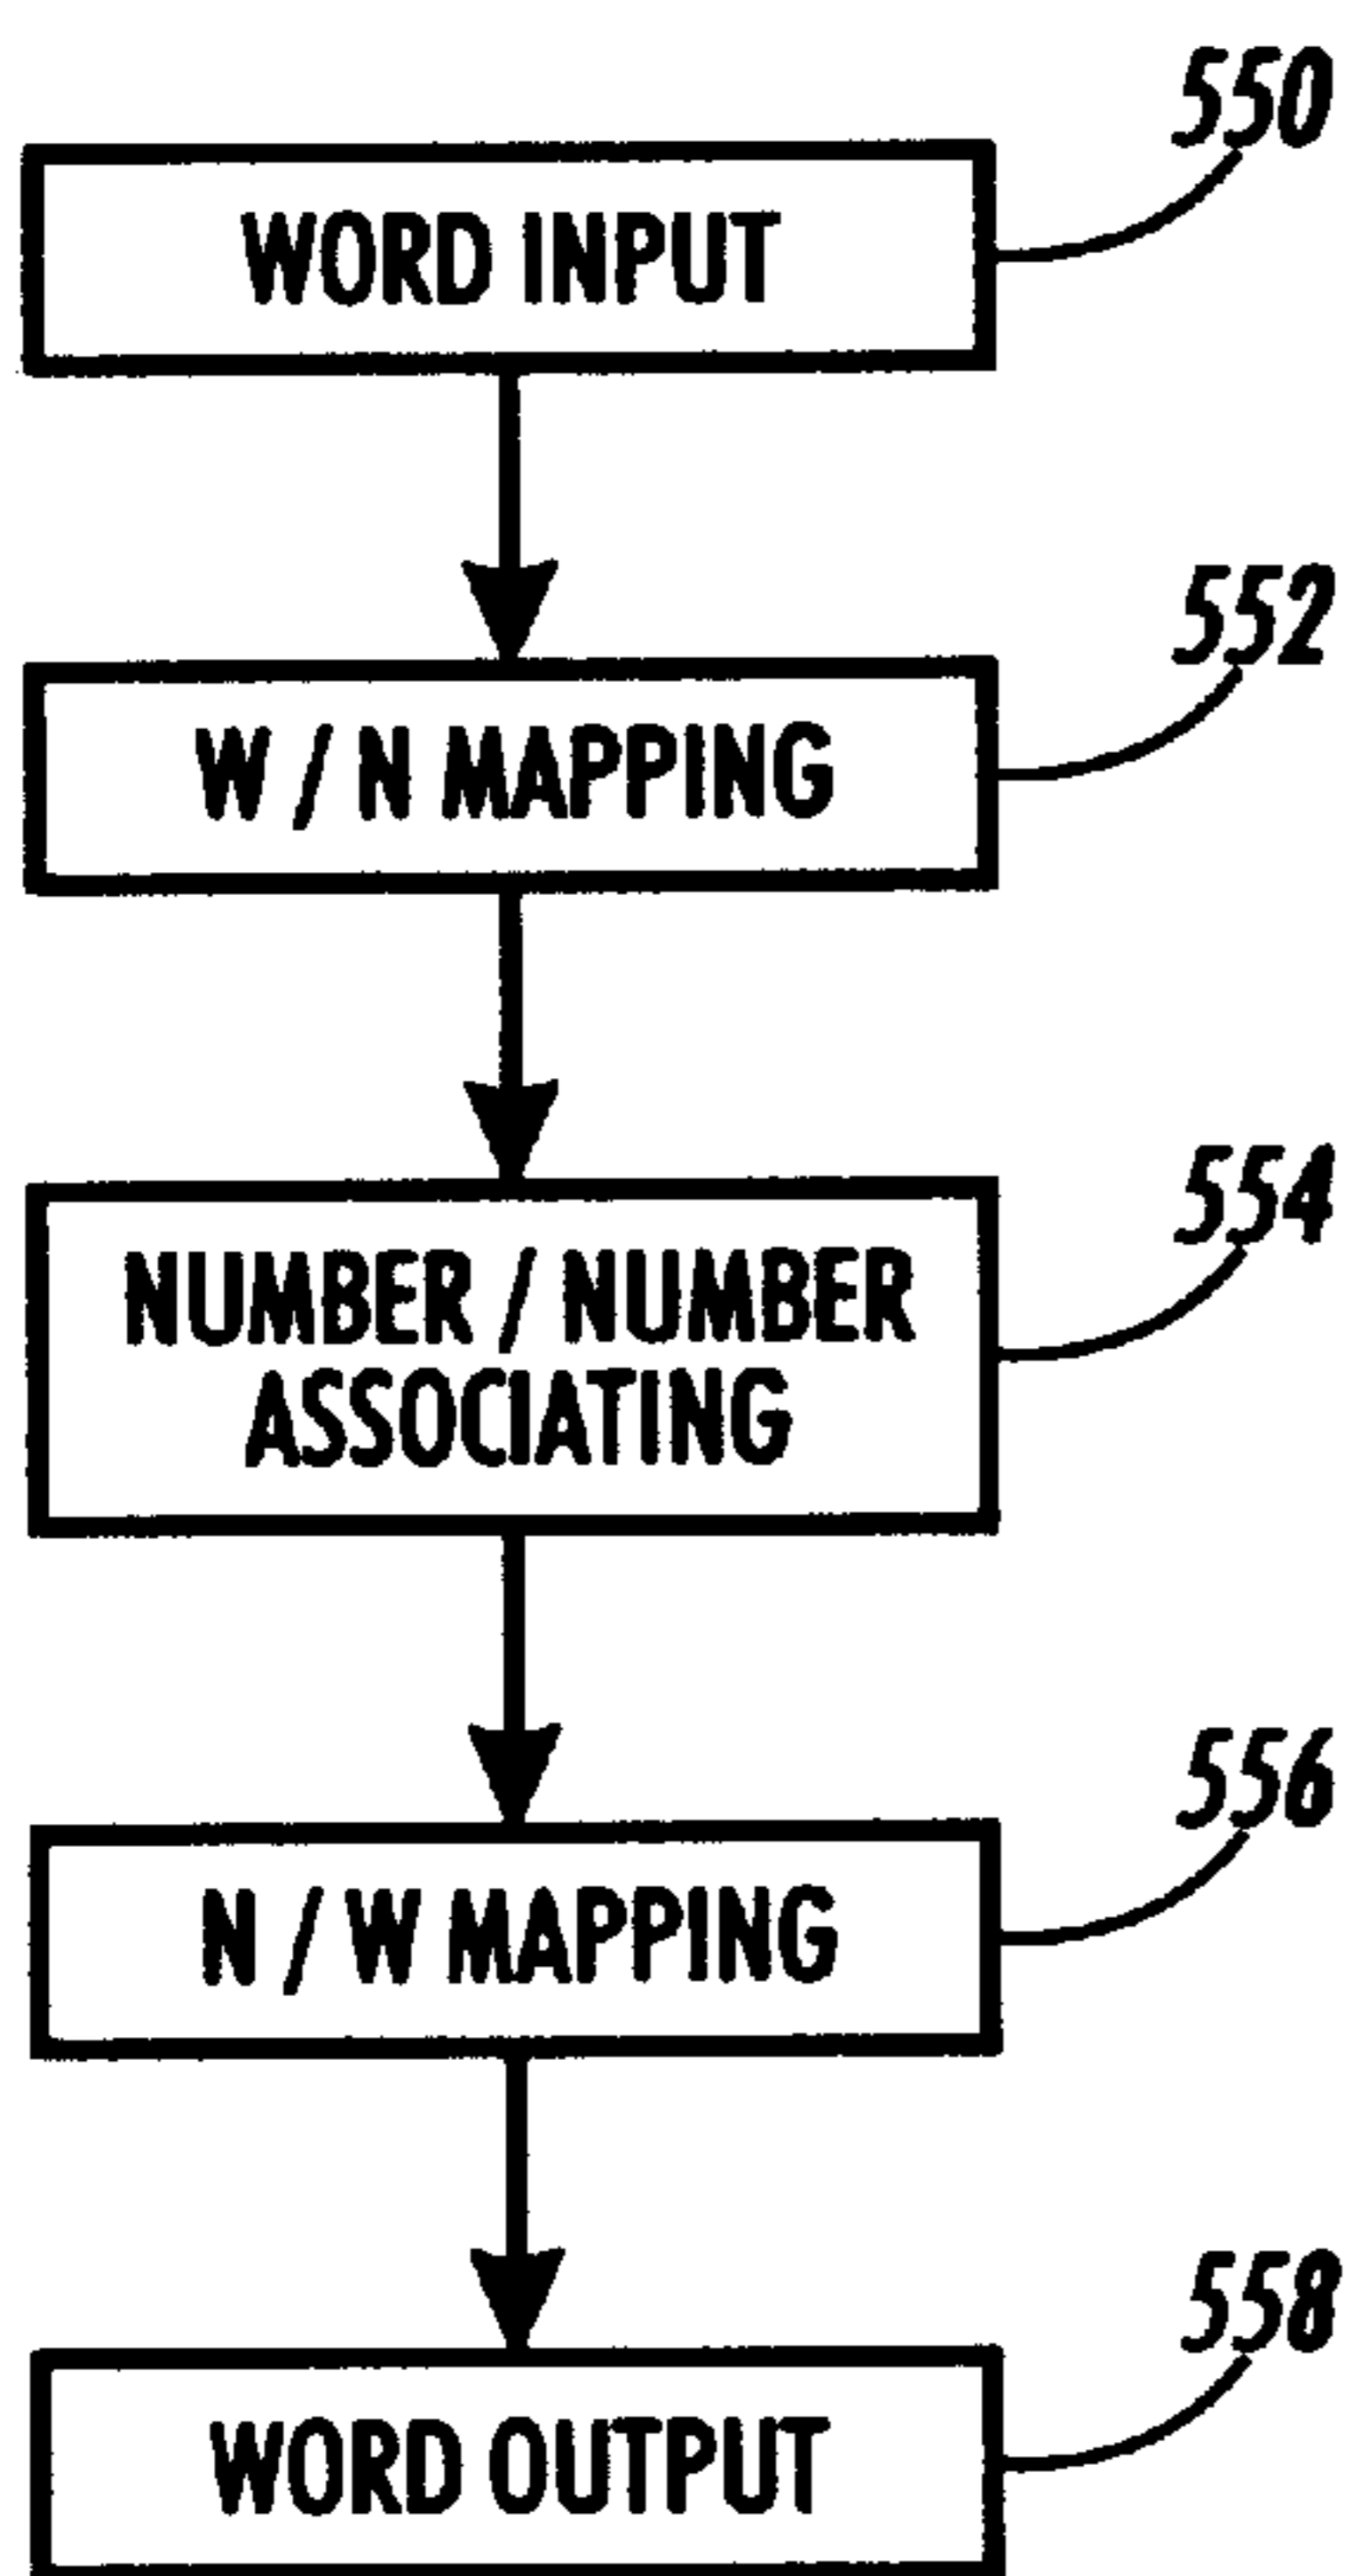 550
WORD INPUT
552
W / N MAPPING
554
NUMBER / NUMBER
ASSOCIATING
556
N / W MAPPING
558
WORD OUTPUT